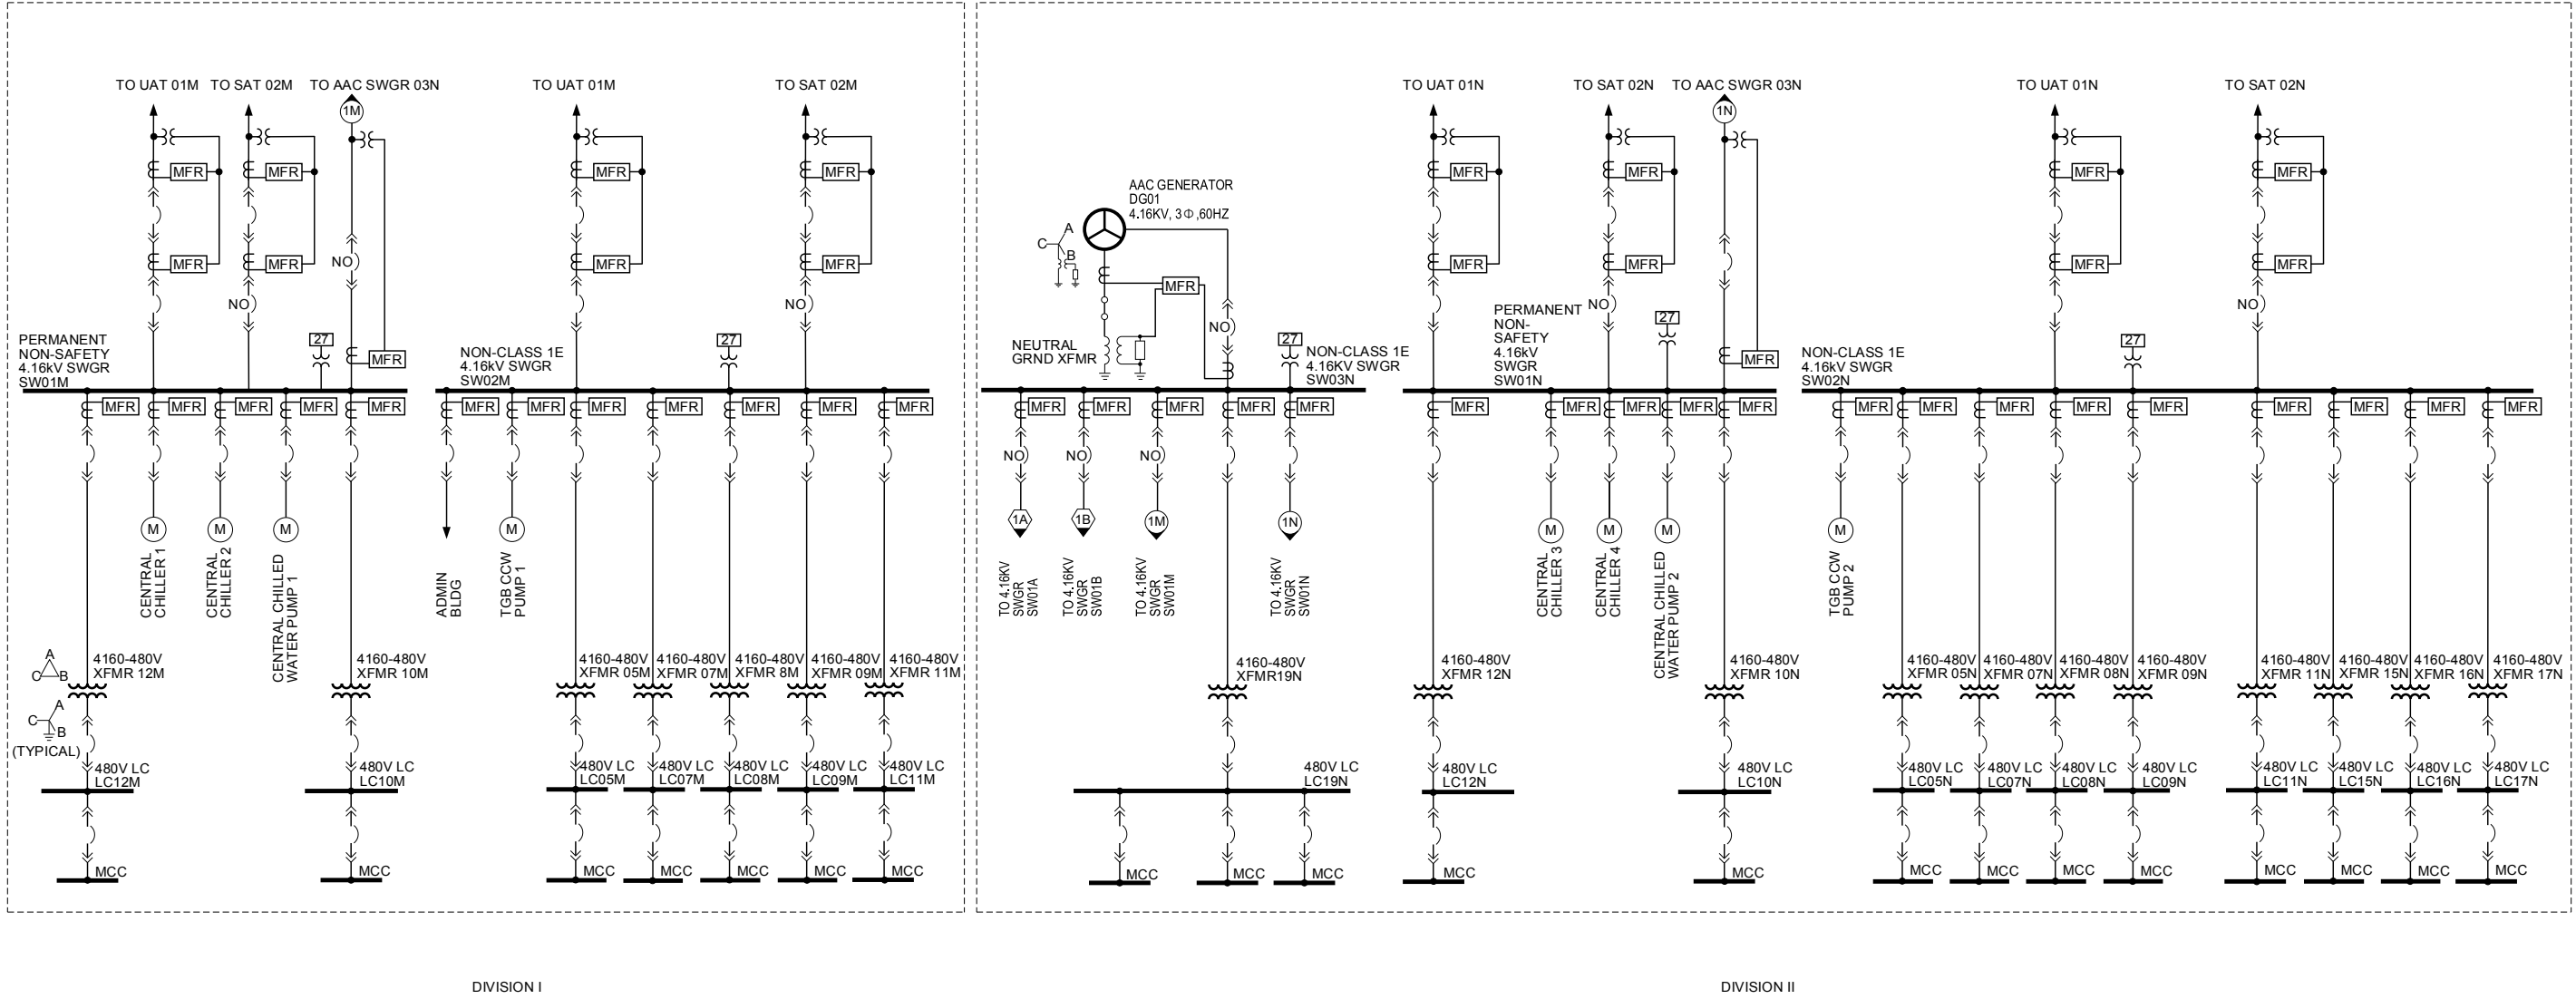 TO UAT 01M
TO SAT 02M
TO AAC SWGR 03N
1M
MFR
MFR
MFR
MFR
NO
NO
27
MFR
PERMANENT
NON-SAFETY
4.16kV SWGR
SW01M
MFR
MFR
MFR
MFR
MFR
M
M
M
CENTRAL
CHILLER 1
CENTRAL
CHILLER 2
CENTRAL CHILLED
WATER PUMP 1
A
C
B
4160-480V
XFMR 12M
A
C
B
(TYPICAL)
480V LC
LC12M
MCC
4160-480V
XFMR 10M
480V LC
LC10M
MCC
TO UAT 01M
TO SAT 02M
MFR
MFR
MFR
MFR
NO
27
NON-CLASS 1E
4.16kV SWGR
SW02M
MFR
MFR
MFR
MFR
MFR
MFR
MFR
M
ADMIN
BLDG
TGB CCW
PUMP 1
4160-480V
XFMR 05M
4160-480V
XFMR 07M
4160-480V
XFMR 8M
4160-480V
XFMR 09M
4160-480V
XFMR 11M
480V LC
LC05M
480V LC
LC07M
480V LC
LC08M
480V LC
LC09M
480V LC
LC11M
MCC
MCC
MCC
MCC
MCC
DIVISION I
AAC GENERATOR
DG01
4.16KV, 3Φ,60HZ
A
C
B
MFR
NO
NEUTRAL
GRND XFMR
27
NON-CLASS 1E
4.16KV SWGR
SW03N
MFR
MFR
MFR
MFR
MFR
NO
NO
NO
1A
1B
1M
1N
TO 4.16KV
SWGR
SW01A
TO 4.16KV
SWGR
SW01B
TO 4.16KV
SWGR
SW01M
TO 4.16KV
SWGR
SW01N
4160-480V
XFMR19N
480V LC
LC19N
MCC
MCC
MCC
TO UAT 01N
TO SAT 02N
TO AAC SWGR 03N
1N
MFR
MFR
MFR
MFR
NO
27
MFR
PERMANENT
NON-
SAFETY
4.16kV
SWGR
SW01N
MFR
MFR
MFR
MFR
MFR
M
M
M
CENTRAL
CHILLER 3
CENTRAL
CHILLER 4
CENTRAL CHILLED
WATER PUMP 2
4160-480V
XFMR 12N
480V LC
LC12N
MCC
4160-480V
XFMR 10N
480V LC
LC10N
MCC
TO UAT 01N
TO SAT 02N
MFR
MFR
MFR
MFR
NO
27
NON-CLASS 1E
4.16kV SWGR
SW02N
MFR
MFR
MFR
MFR
MFR
MFR
MFR
MFR
MFR
M
TGB CCW
PUMP 2
4160-480V
XFMR 05N
4160-480V
XFMR 07N
4160-480V
XFMR 08N
4160-480V
XFMR 09N
4160-480V
XFMR 11N
4160-480V
XFMR 15N
4160-480V
XFMR 16N
4160-480V
XFMR 17N
480V LC
LC05N
480V LC
LC07N
480V LC
LC08N
480V LC
LC09N
480V LC
LC11N
480V LC
LC15N
480V LC
LC16N
480V LC
LC17N
MCC
MCC
MCC
MCC
MCC
MCC
MCC
MCC
DIVISION II